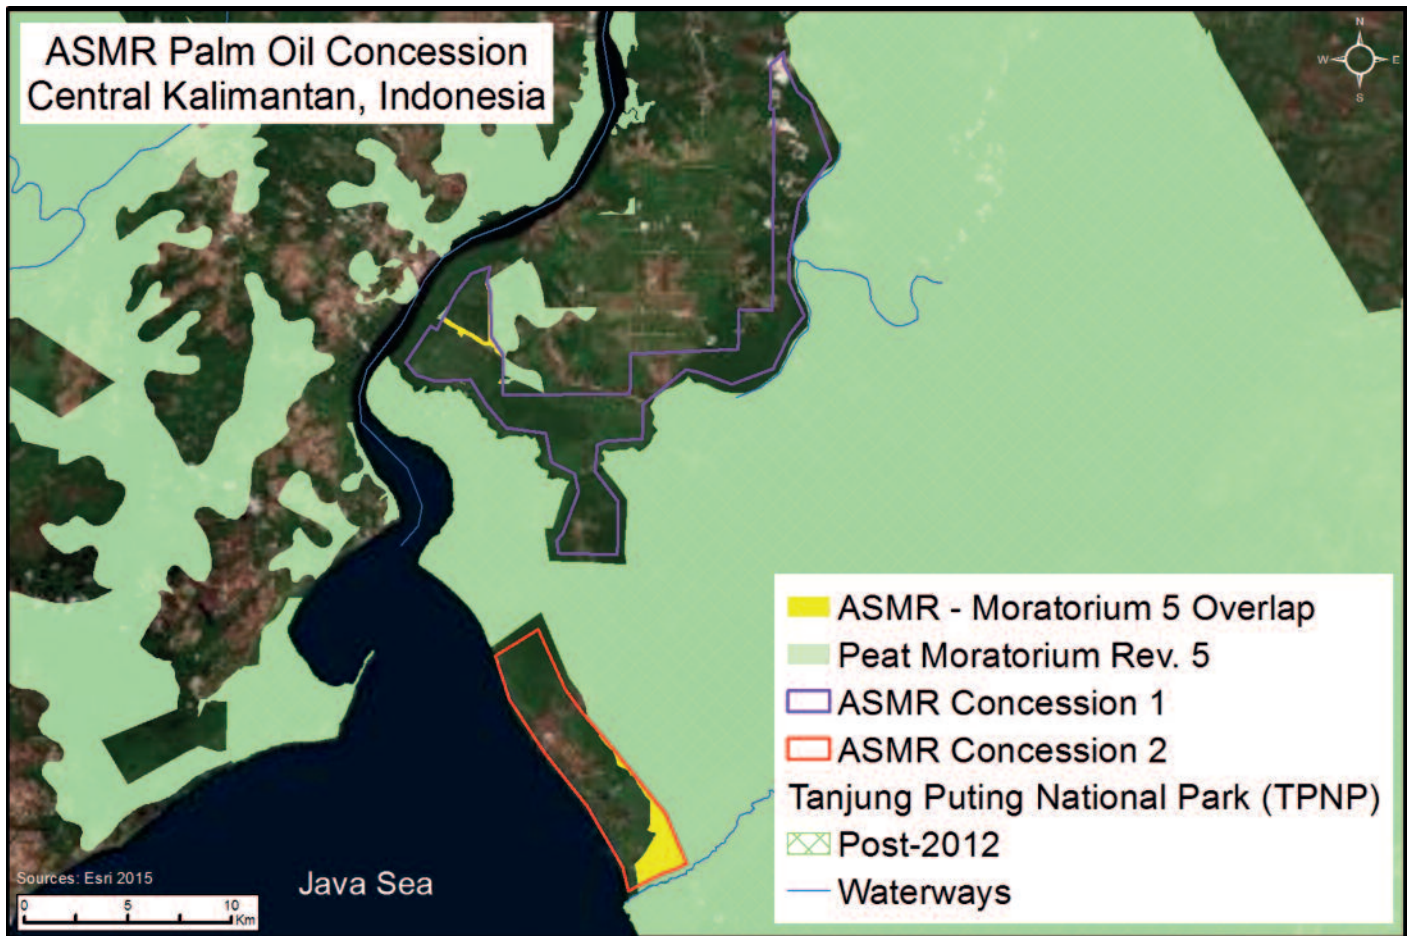 ASMR Palm Oil Concession
Central Kalimantan, Indonesia
N
W E
S
ASMR - Moratorium 5 Overlap
Peat Moratorium Rev. 5
ASMR Concession 1
ASMR Concession 2
Tanjung Puting National Park (TPNP)
Post-2012
Waterways
Sources: Esri 2015
Java Sea
0 5 10
Km